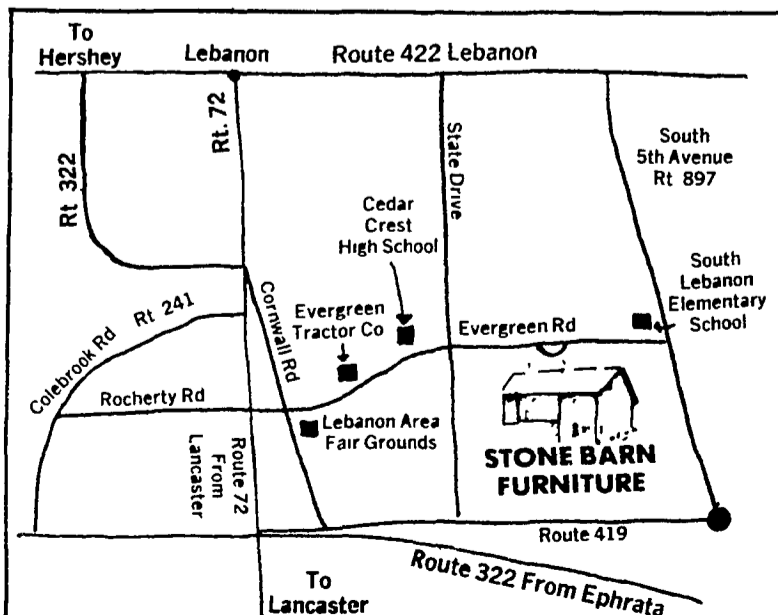 To
Hershey
Lebanon
Route 422 Lebanon
Rt. 72
Rt 322
State Drive
South
5th Avenue
Rt 897
Cedar
Crest
High School
South
Lebanon
Elementary
School
Evergreen
Tractor Co
Cornwall Rd
Evergreen Rd
Colebrook Rd Rt 241
Rocherty Rd
Lebanon Area
Fair Grounds
Route 72
From
Lancaster
STONE BARN
FURNITURE
Route 419
Route 322 From Ephrata
To
Lancaster